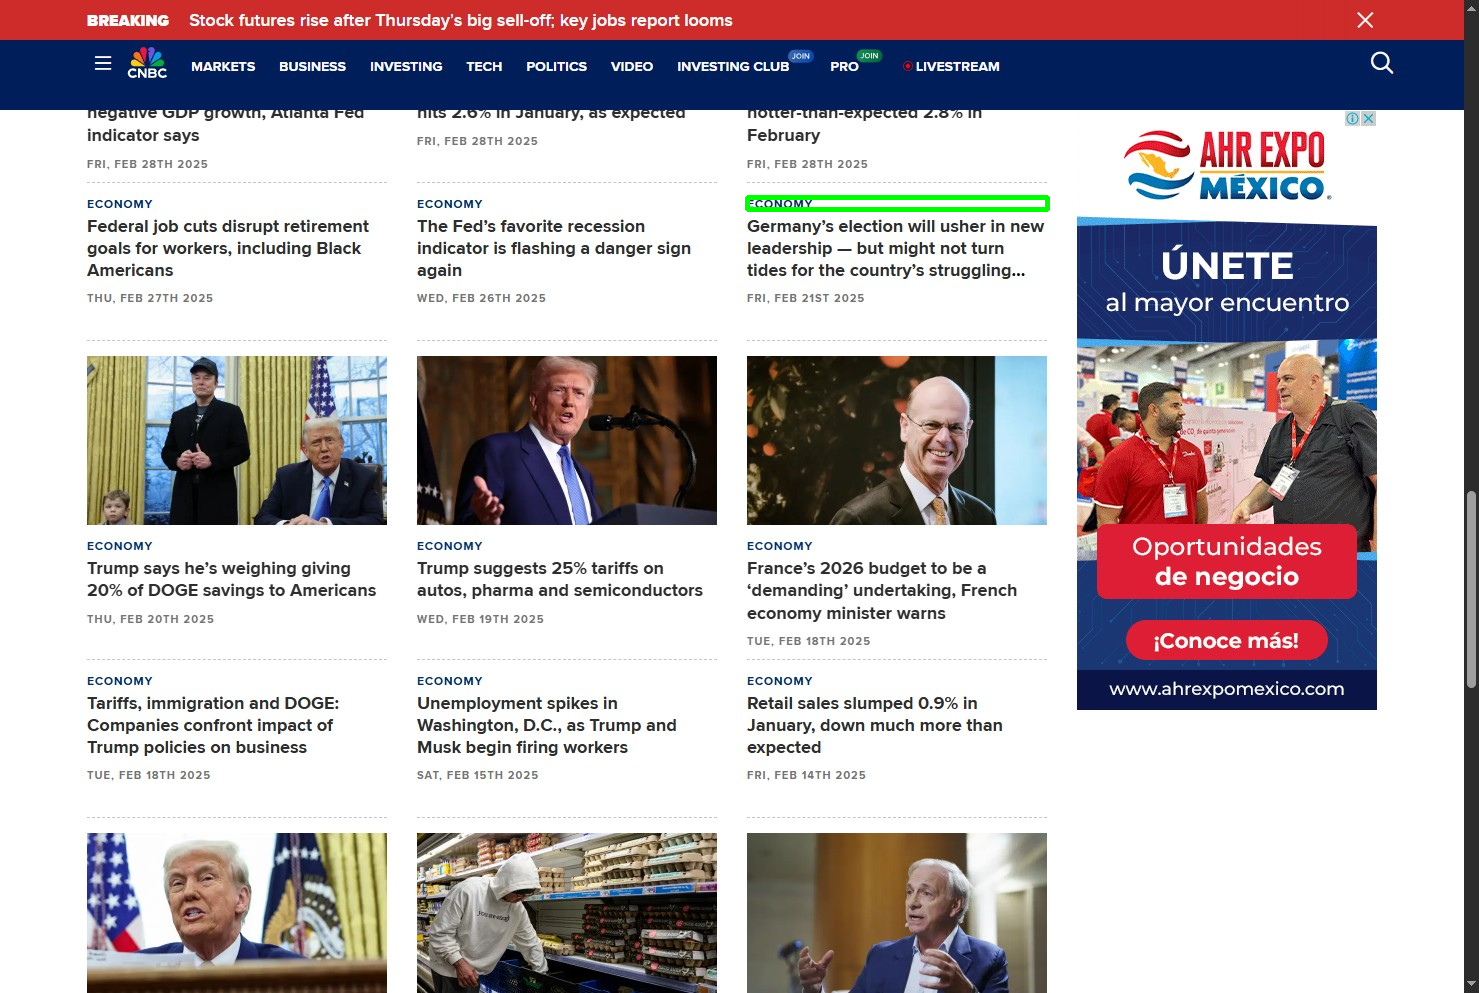 BREAKING Stock futures rise after Thursday's big sell-off; key jobs report looms
CNBC
MARKETS BUSINESS INVESTING TECH POLITICS VIDEO INVESTING CLUB JOIN PRO JOIN LIVESTREAM
negative GDP growth, Atlanta Fed
indicator says
FRI, FEB 28TH 2025
hits 2.6% in January, as expected
FRI, FEB 28TH 2025
hotter-than-expected 2.8% in
February
FRI, FEB 28TH 2025
ECONOMY
Federal job cuts disrupt retirement
goals for workers, including Black
Americans
THU, FEB 27TH 2025
ECONOMY
The Fed's favorite recession
indicator is flashing a danger sign
again
WED, FEB 26TH 2025
ECONOMY
Germany's election will usher in new
leadership — but might not turn
tides for the country's struggling...
FRI, FEB 21ST 2025
ECONOMY
Trump says he's weighing giving
20% of DOGE savings to Americans
THU, FEB 20TH 2025
ECONOMY
Trump suggests 25% tariffs on
autos, pharma and semiconductors
WED, FEB 19TH 2025
ECONOMY
France's 2026 budget to be a
‘demanding’ undertaking, French
economy minister warns
TUE, FEB 18TH 2025
ECONOMY
Tariffs, immigration and DOGE:
Companies confront impact of
Trump policies on business
TUE, FEB 18TH 2025
ECONOMY
Unemployment spikes in
Washington, D.C., as Trump and
Musk begin firing workers
SAT, FEB 15TH 2025
ECONOMY
Retail sales slumped 0.9% in
January, down much more than
expected
FRI, FEB 14TH 2025
AHR EXPO
MÉXICO
ÚNETE
al mayor encuentro
Oportunidades
de negocio
¡Conoce más!
www.ahrexpomexico.com